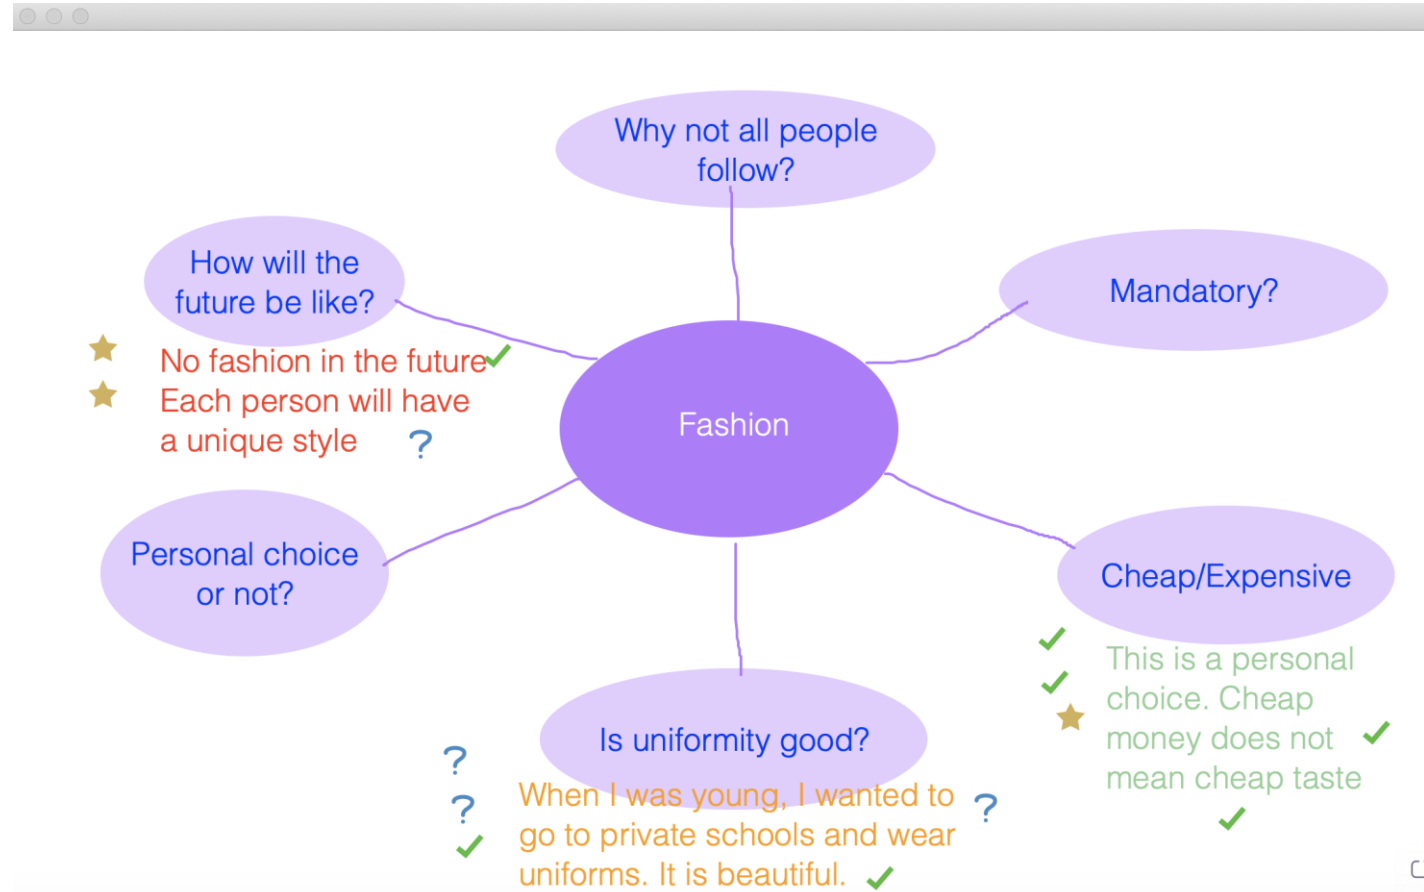 Why not all people
follow?
How will the
future be like?
Mandatory?
No fashion in the future
Each person will have
a unique style
?
Fashion
Personal choice
or not?
Cheap/Expensive
This is a personal
choice. Cheap
money does not
mean cheap taste
Is uniformity good?
?
?
When I was young, I wanted to
go to private schools and wear
uniforms. It is beautiful.
?